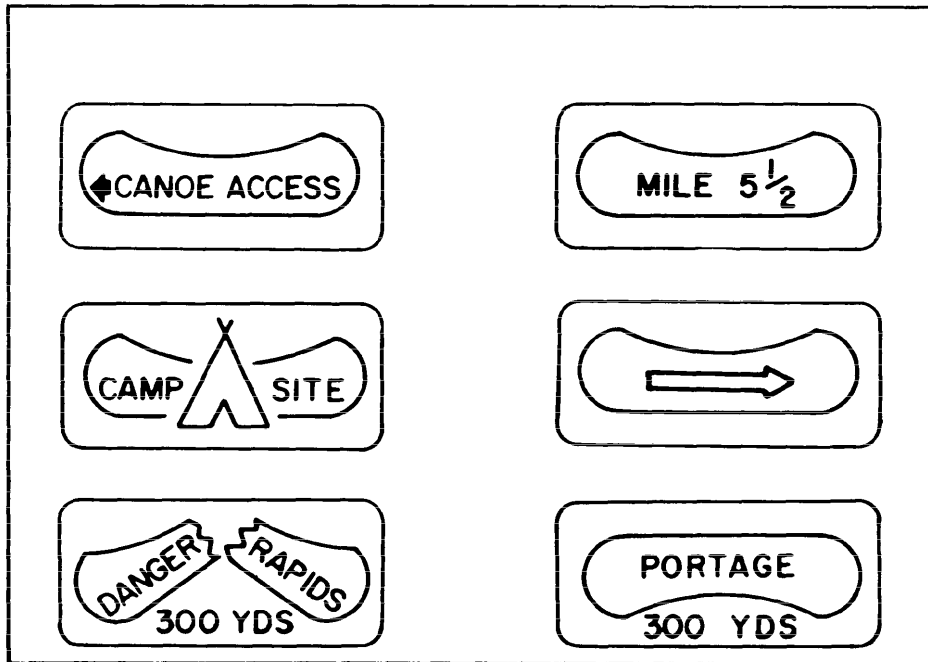 CANOE ACCESS
MILE 5 1/2
CAMP SITE
DANGER RAPIDS
300 YDS
PORTAGE
300 YDS